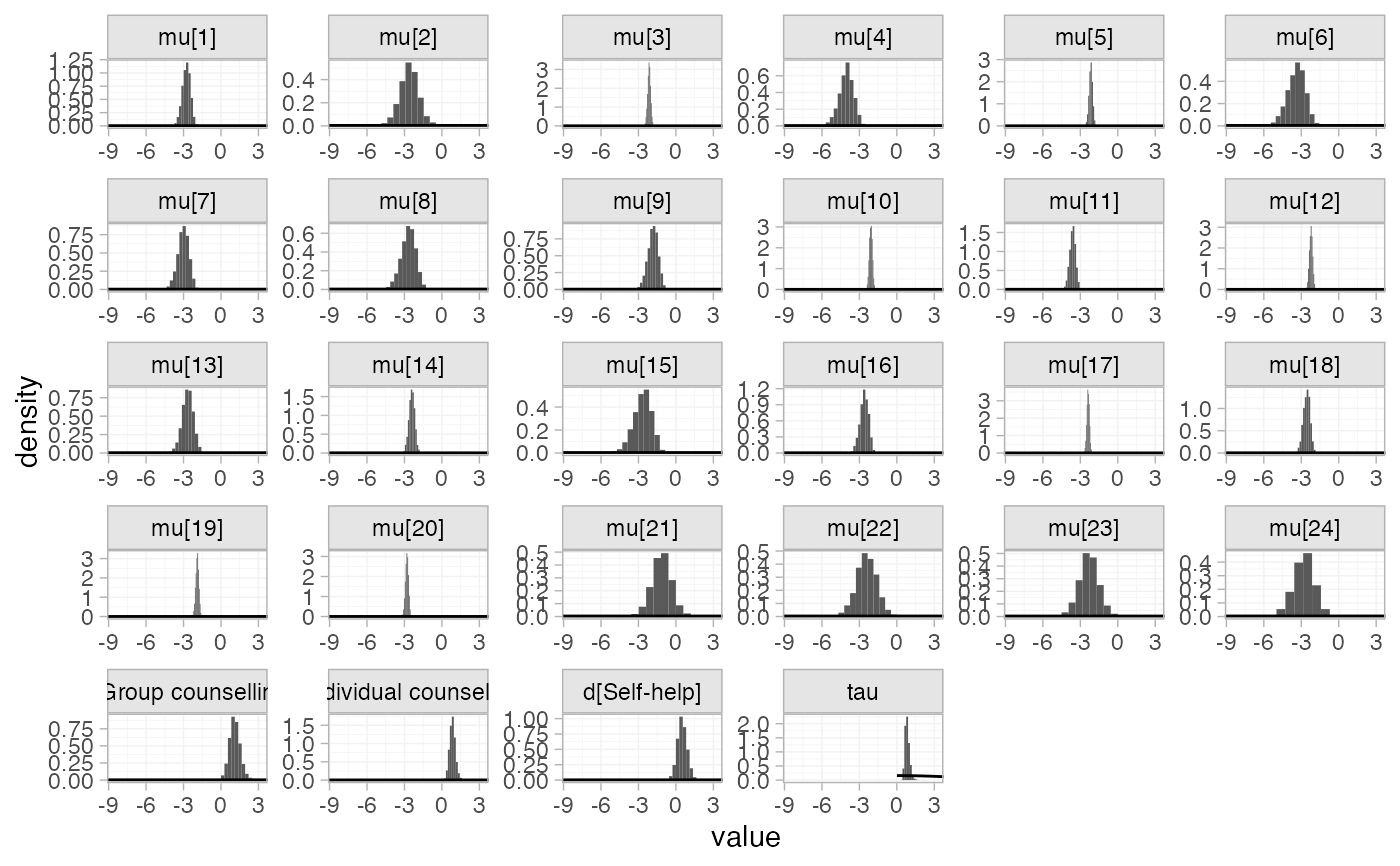 mu[1] mu[2] mu[3] mu[4] mu[5] mu[6]
1.25 1.00 0.75 0.50 0.25 0.00
0.4 0.2 0.0
3 2 1 0
0.6 0.4 0.2 0.0
3 2 1 0
0.4 0.2 0.0
-9 -6 -3 0 3 -9 -6 -3 0 3 -9 -6 -3 0 3 -9 -6 -3 0 3 -9 -6 -3 0 3 -9 -6 -3 0 3
mu[7] mu[8] mu[9] mu[10] mu[11] mu[12]
0.75 0.50 0.25 0.00
0.6 0.4 0.2 0.0
0.75 0.50 0.25 0.00
3 2 1 0
1.5 1.0 0.5 0.0
3 2 1 0
-9 -6 -3 0 3 -9 -6 -3 0 3 -9 -6 -3 0 3 -9 -6 -3 0 3 -9 -6 -3 0 3 -9 -6 -3 0 3
density
mu[13] mu[14] mu[15] mu[16] mu[17] mu[18]
0.75 0.50 0.25 0.00
1.5 1.0 0.5 0.0
0.4 0.2 0.0
1.2 0.9 0.6 0.3 0.0
3 2 1 0
1.0 0.5 0.0
-9 -6 -3 0 3 -9 -6 -3 0 3 -9 -6 -3 0 3 -9 -6 -3 0 3 -9 -6 -3 0 3 -9 -6 -3 0 3
mu[19] mu[20] mu[21] mu[22] mu[23] mu[24]
3 2 1 0
3 2 1 0
0.5 0.4 0.3 0.2 0.1 0.0
0.5 0.4 0.3 0.2 0.1 0.0
0.5 0.4 0.3 0.2 0.1 0.0
0.4 0.3 0.2 0.1 0.0
-9 -6 -3 0 3 -9 -6 -3 0 3 -9 -6 -3 0 3 -9 -6 -3 0 3 -9 -6 -3 0 3 -9 -6 -3 0 3
Group counsellin dividual counsel d[Self-help] tau
0.75 0.50 0.25 0.00
1.5 1.0 0.5 0.0
1.00 0.75 0.50 0.25 0.00
2.0 1.5 1.0 0.5 0.0
-9 -6 -3 0 3 -9 -6 -3 0 3 -9 -6 -3 0 3 -9 -6 -3 0 3
value